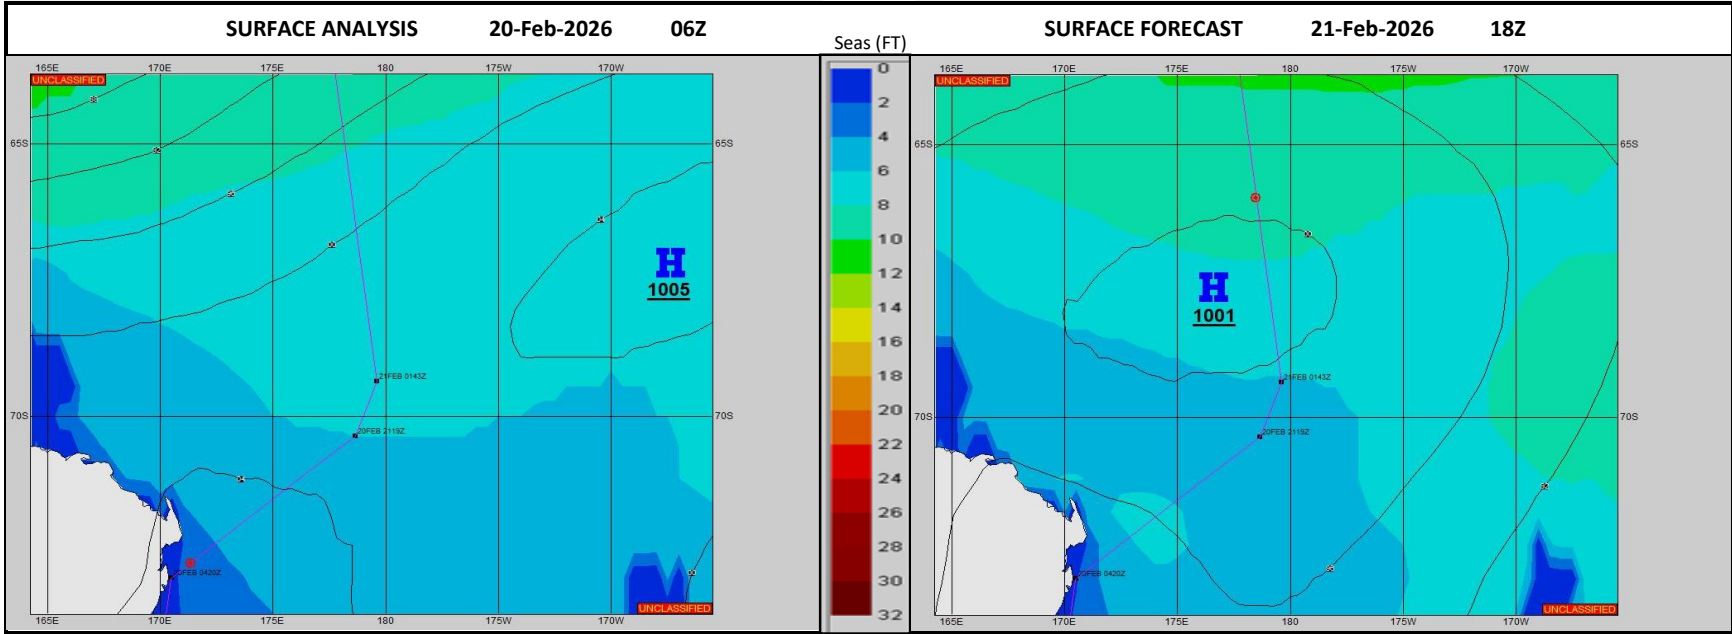 SURFACE ANALYSIS 20-Feb-2026 06Z
Seas (FT)
SURFACE FORECAST 21-Feb-2026 18Z
165E 170E 175E 180 175W 170W
UNCLASSIFIED
65S 65S
H
1005
21FEB 0143Z
70S 70S
20FEB 2119Z
20FEB 0420Z
UNCLASSIFIED
165E 170E 175E 180 175W 170W
0
2
4
6
8
10
12
14
16
18
20
22
24
26
28
30
32
165E 170E 175E 180 175W 170W
UNCLASSIFIED
65S 65S
H
1001
21FEB 0143Z
70S 70S
20FEB 2119Z
20FEB 0420Z
UNCLASSIFIED
165E 170E 175E 180 175W 170W